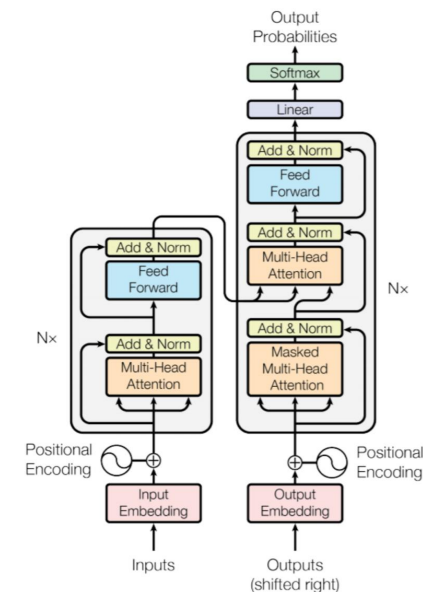 Output
Probabilities
Softmax
Linear
Add & Norm
Feed
Forward
Add & Norm
Multi-Head
Attention
Add & Norm
Masked
Multi-Head
Attention
Nx
Add & Norm
Feed
Forward
Nx
Add & Norm
Multi-Head
Attention
Positional
Encoding
Positional
Encoding
Input
Embedding
Output
Embedding
Inputs
Outputs
(shifted right)